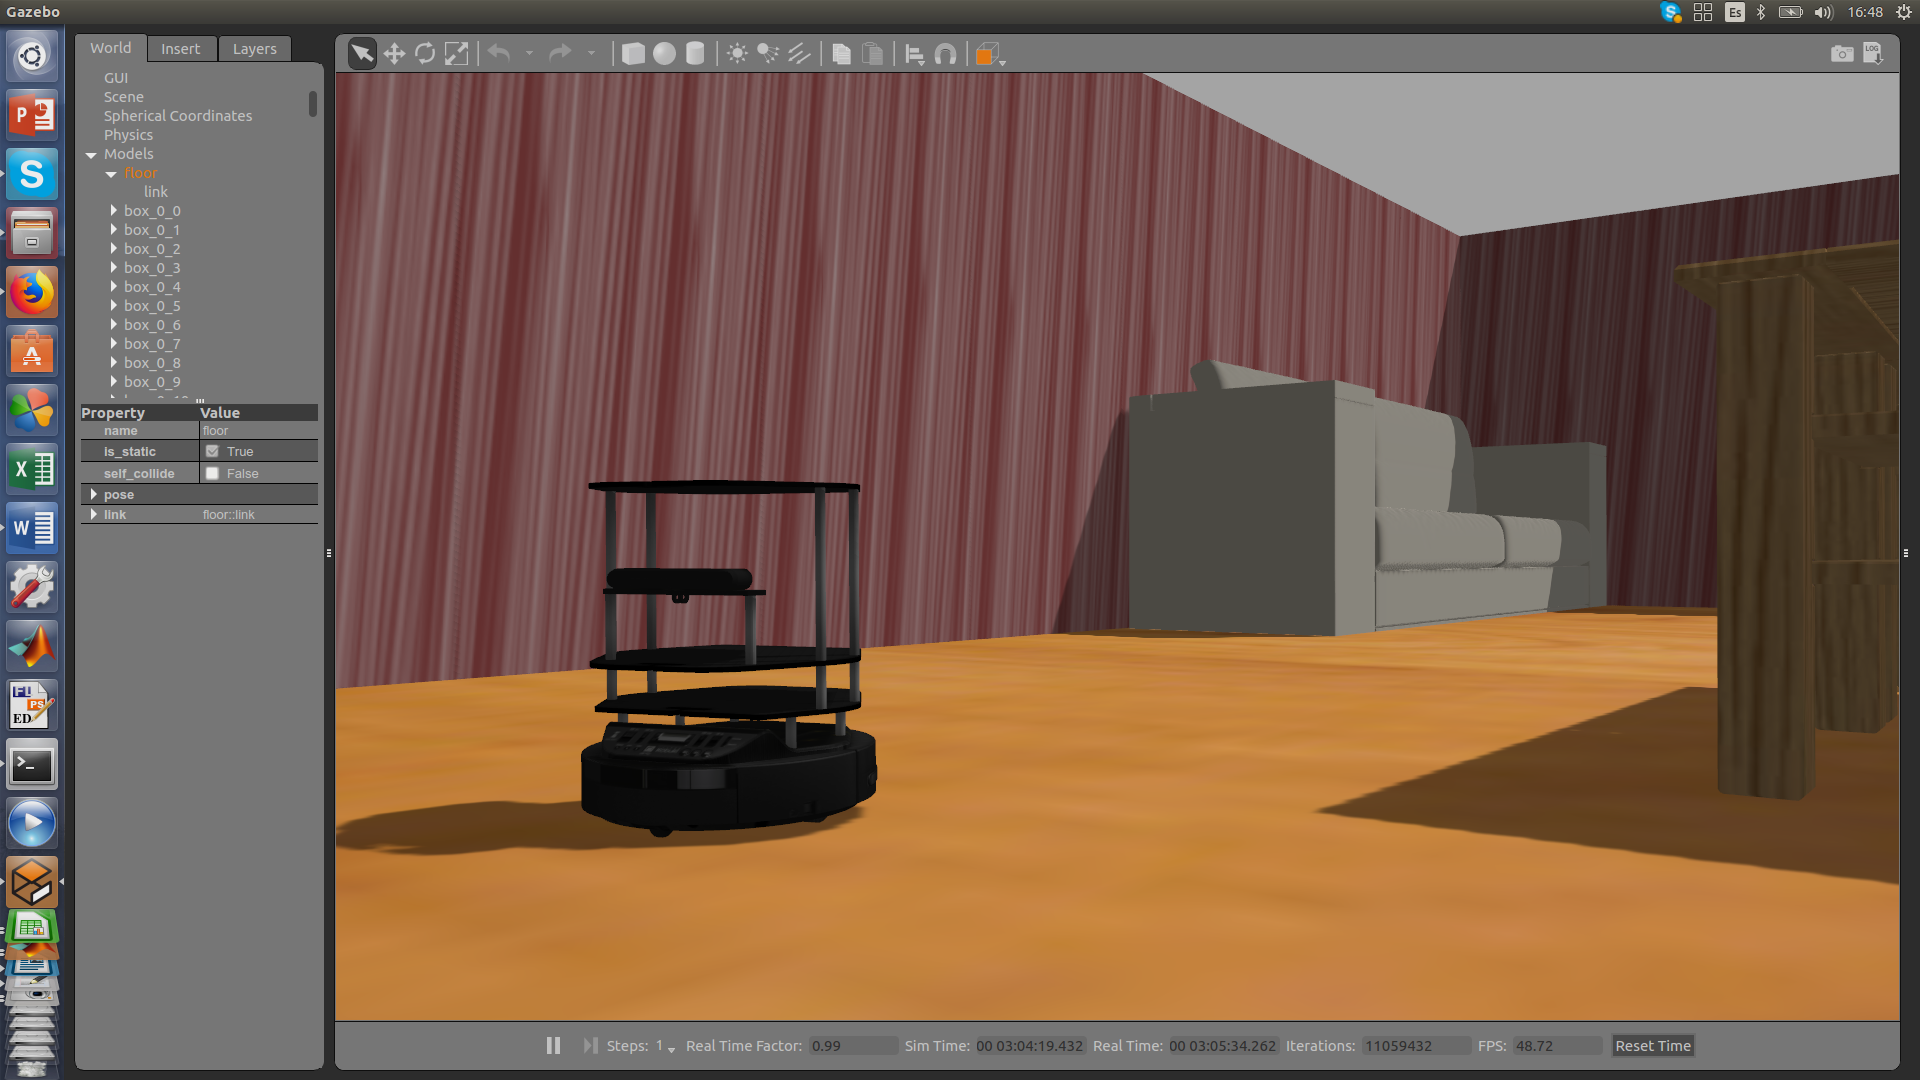 Gazebo
Es
16:48
World Insert Layers
GUI
Scene
Spherical Coordinates
Physics
Models
floor
link
box_0_0
box_0_1
box_0_2
box_0_3
box_0_4
box_0_5
box_0_6
box_0_7
box_0_8
box_0_9
Property Value
name floor
is_static True
self_collide False
pose
link floor::link
LOG
Steps: 1 Real Time Factor: 0.99 Sim Time: 00 03:04:19.432 Real Time: 00 03:05:34.262 Iterations: 11059432 FPS: 48.72 Reset Time